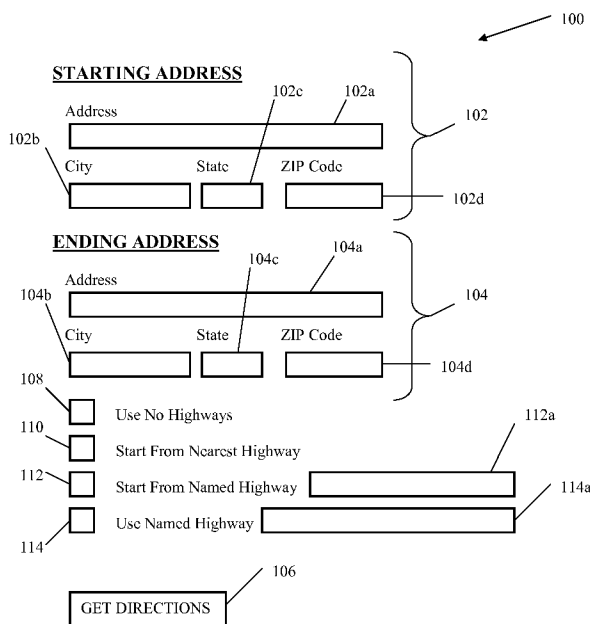 100
STARTING ADDRESS
102c
102a
Address
102
102b
City State ZIP Code
102d
ENDING ADDRESS
104c
104a
Address
104
104b
City State ZIP Code
104d
108
Use No Highways
110
Start From Nearest Highway
112a
112
Start From Named Highway
114a
Use Named Highway
114
106
GET DIRECTIONS